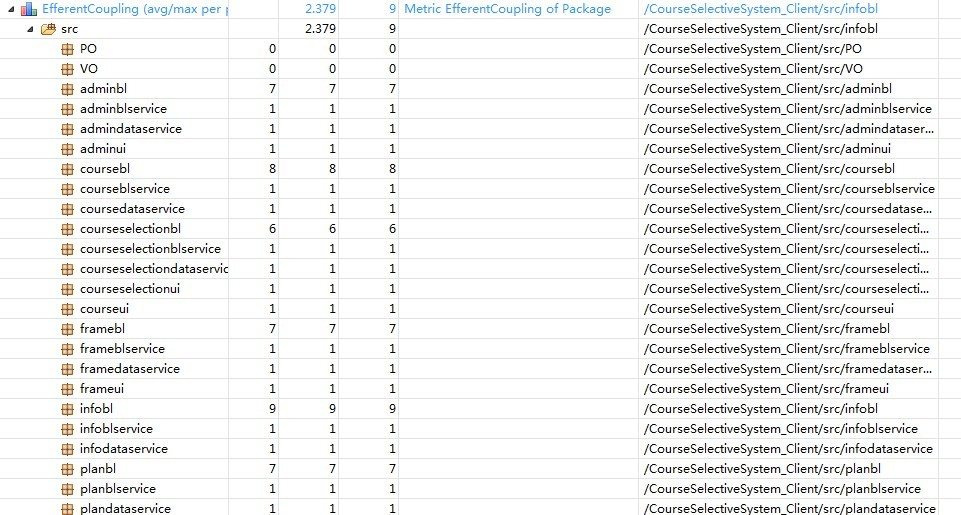 EfferentCoupling (avg/max per p 2.379 9 Metric EfferentCoupling of Package /CourseSelectiveSystem_Client/src/infobl
src 2.379 9 /CourseSelectiveSystem_Client/src/infobl
PO 0 0 0 /CourseSelectiveSystem_Client/src/PO
VO 0 0 0 /CourseSelectiveSystem_Client/src/VO
adminbl 7 7 7 /CourseSelectiveSystem_Client/src/adminbl
adminblservice 1 1 1 /CourseSelectiveSystem_Client/src/adminblservice
admindataservice 1 1 1 /CourseSelectiveSystem_Client/src/admindataser...
adminui 1 1 1 /CourseSelectiveSystem_Client/src/adminui
coursebl 8 8 8 /CourseSelectiveSystem_Client/src/coursebl
courseblservice 1 1 1 /CourseSelectiveSystem_Client/src/courseblservice
coursedataservice 1 1 1 /CourseSelectiveSystem_Client/src/coursedatase...
courseselectionbl 6 6 6 /CourseSelectiveSystem_Client/src/courseselecti...
courseselectionblservice 1 1 1 /CourseSelectiveSystem_Client/src/courseselecti...
courseselectiondataservic 1 1 1 /CourseSelectiveSystem_Client/src/courseselecti...
courseselectionui 1 1 1 /CourseSelectiveSystem_Client/src/courseselecti...
courseui 1 1 1 /CourseSelectiveSystem_Client/src/courseui
framebl 7 7 7 /CourseSelectiveSystem_Client/src/framebl
frameblservice 1 1 1 /CourseSelectiveSystem_Client/src/frameblservice
framedataservice 1 1 1 /CourseSelectiveSystem_Client/src/framedataser...
frameui 1 1 1 /CourseSelectiveSystem_Client/src/frameui
infobl 9 9 9 /CourseSelectiveSystem_Client/src/infobl
infoblservice 1 1 1 /CourseSelectiveSystem_Client/src/infoblservice
infodataservice 1 1 1 /CourseSelectiveSystem_Client/src/infodataservice
planbl 7 7 7 /CourseSelectiveSystem_Client/src/planbl
planblservice 1 1 1 /CourseSelectiveSystem_Client/src/planblservice
plandataservice 1 1 1 /CourseSelectiveSystem_Client/src/plandataservice